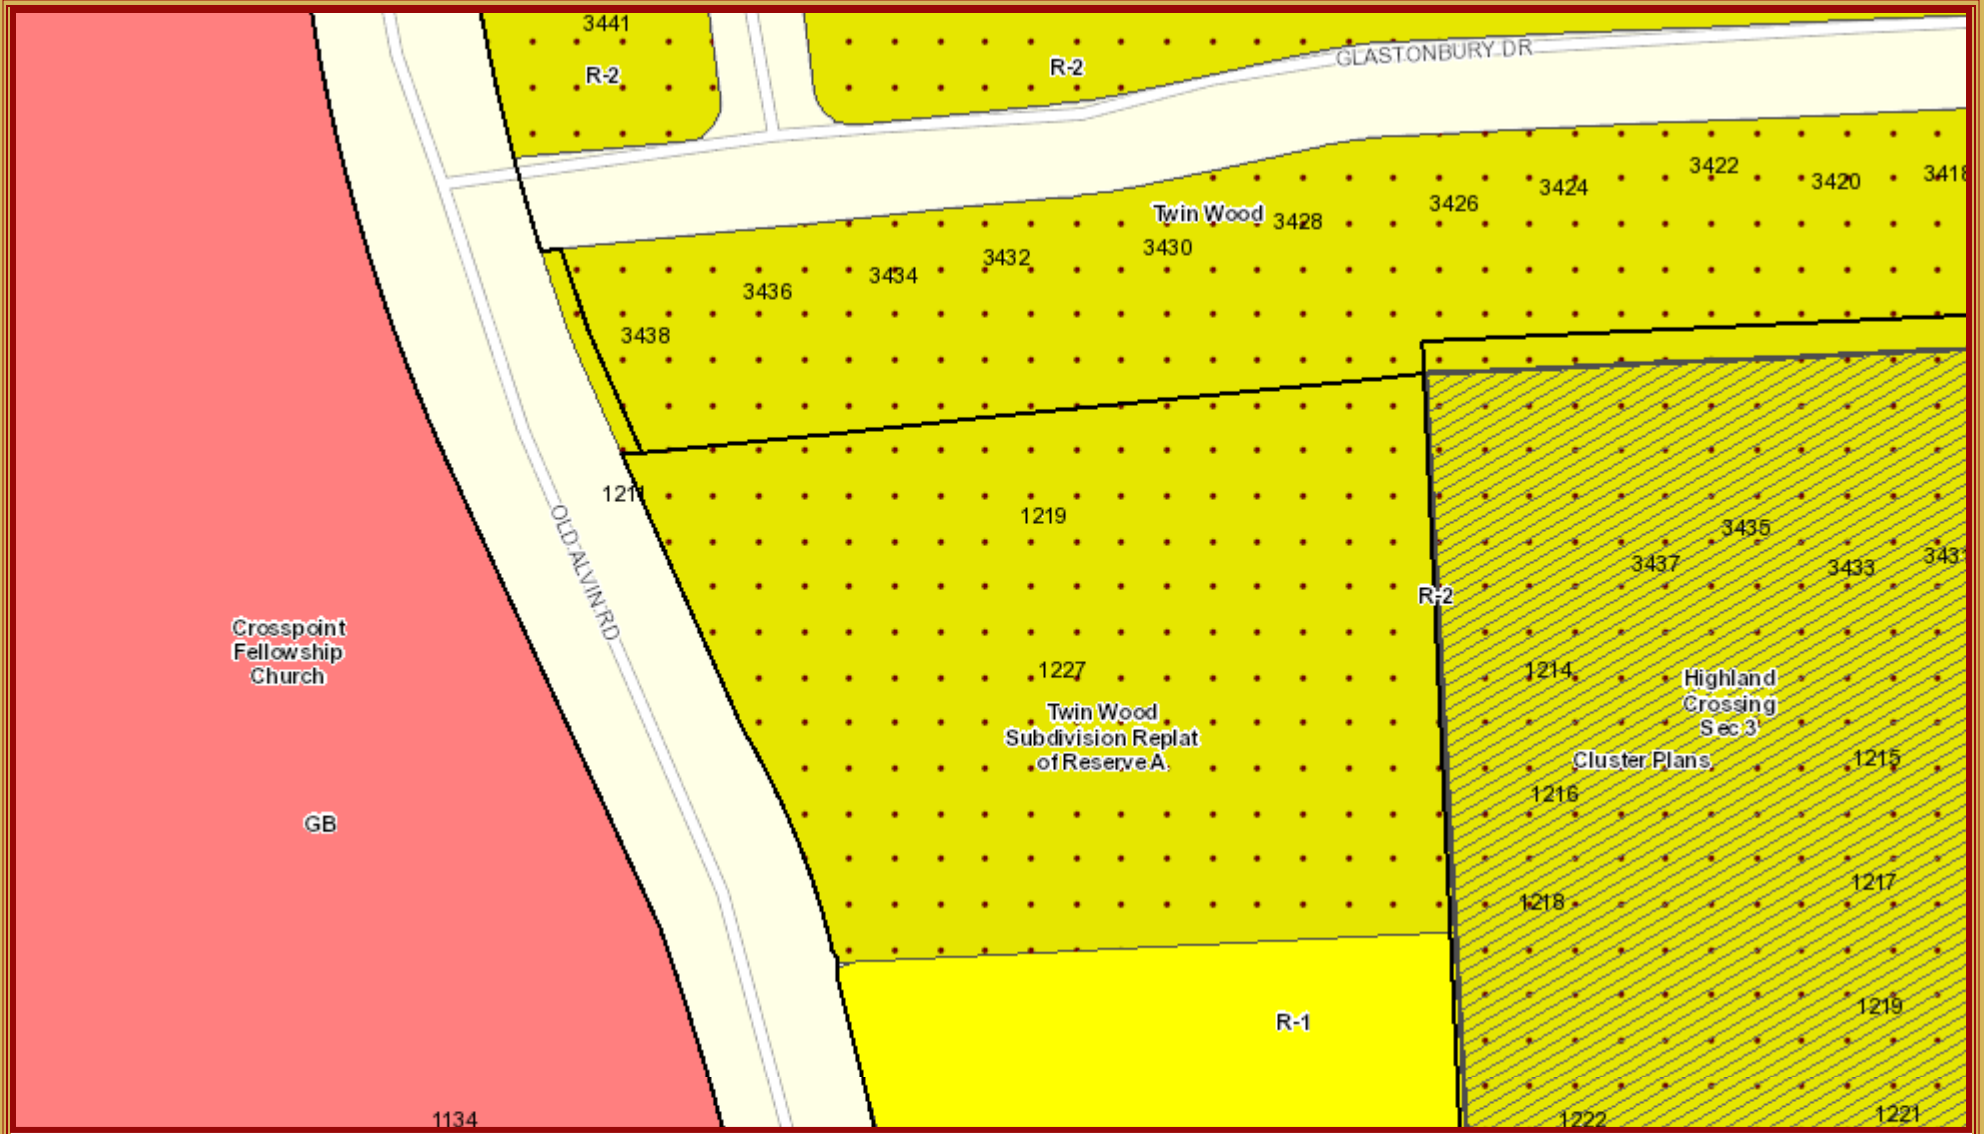 3441
R-2
R-2
GLASTONBURY DR
3422
3424
3420
3418
3426
Twin Wood
3428
3430
3432
3434
3436
3438
1211
1219
OLD ALVIN RD
3435
3437
3433
R-2
Crosspoint
Fellowship
Church
1227
1214
Highland
Crossing
Sec 3
Twin Wood
Subdivision Replat
of Reserve A
Cluster Plans
1215
1216
GB
1217
1218
1219
R-1
1134
1222
1221